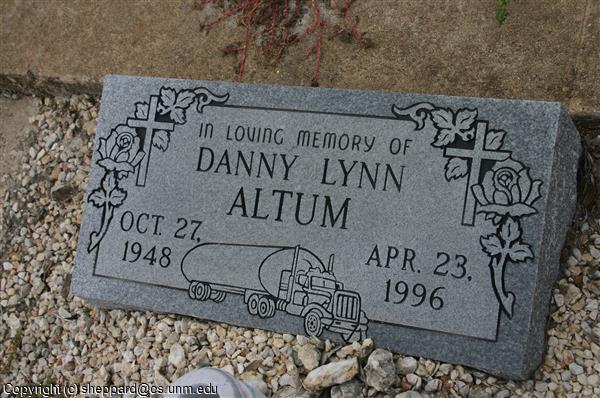 IN LOVING MEMORY OF
DANNY LYNN
ALTUM
OCT. 27,
1948
APR. 23,
1996
Copyright (c) sheppard@cs.unm.edu